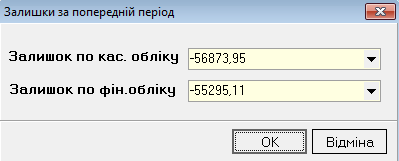 Залишки за попередній період
Залишок по кас. обліку -56873,95
Залишок по фін.обліку -55295,11
OK Відміна